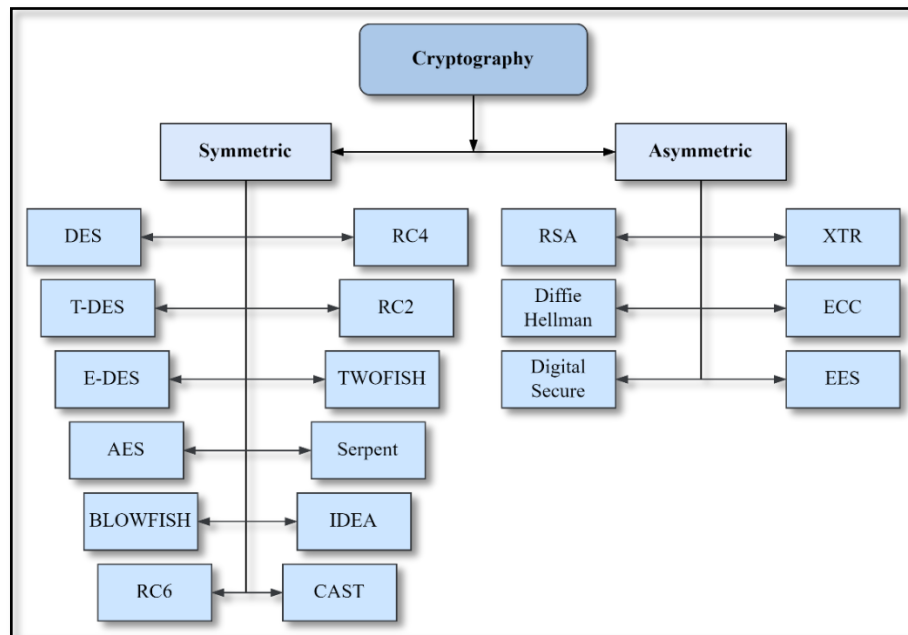 Cryptography
Symmetric
Asymmetric
DES
RC4
RSA
XTR
T-DES
RC2
Diffie
Hellman
ECC
E-DES
TWOFISH
Digital
Secure
EES
AES
Serpent
BLOWFISH
IDEA
RC6
CAST